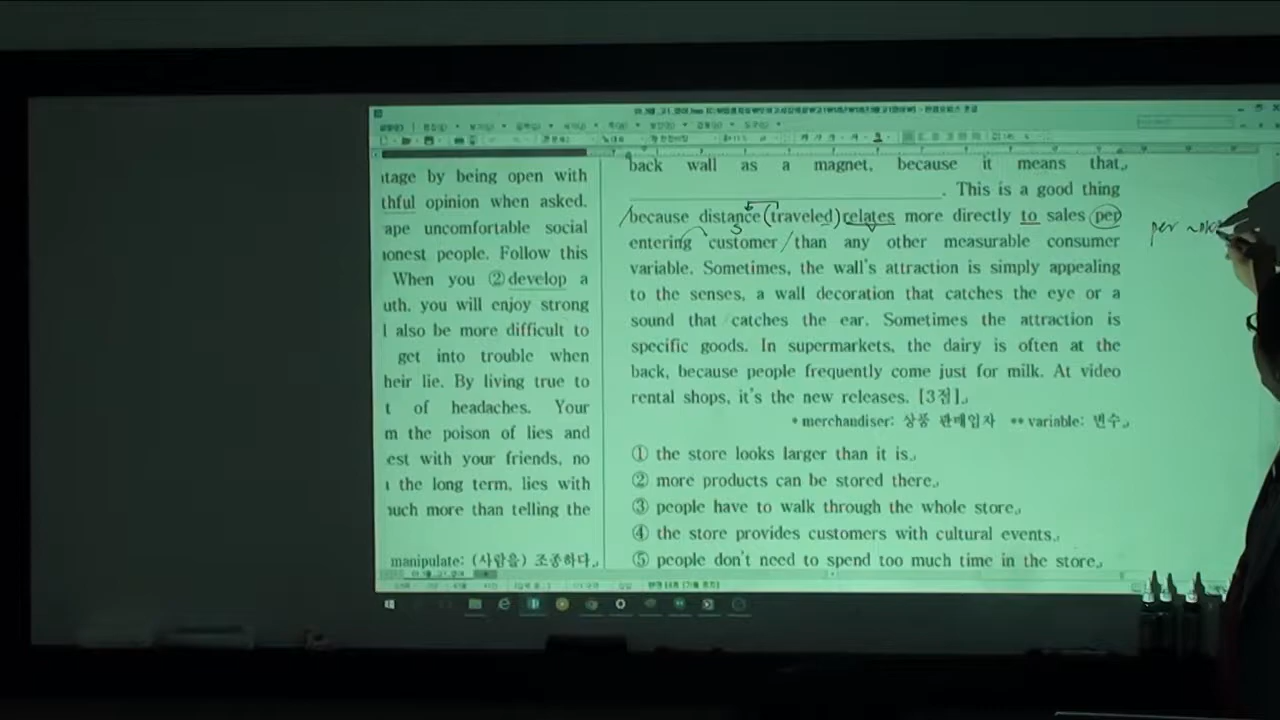 ntage by being open with
thful opinion when asked.
ape uncomfortable social
onest people. Follow this
When you ② develop a
uth, you will enjoy strong
l also be more difficult to
get into trouble when
heir lie. By living true to
t of headaches. Your
m the poison of lies and
est with your friends, no
the long term, lies with
much more than telling the
manipulate: (사람을) 조종하다
back wall as a magnet, because it means that
. This is a good thing
because distance (traveled) relates more directly to sales per
entering customer / than any other measurable consumer
variable. Sometimes, the wall's attraction is simply appealing
to the senses, a wall decoration that catches the eye or a
sound that catches the ear. Sometimes the attraction is
specific goods. In supermarkets, the dairy is often at the
back, because people frequently come just for milk. At video
rental shops, it's the new releases. [3점]
* merchandiser: 상품 판매업자 ** variable: 변수
① the store looks larger than it is.
② more products can be stored there.
③ people have to walk through the whole store.
④ the store provides customers with cultural events.
⑤ people don't need to spend too much time in the store.
per